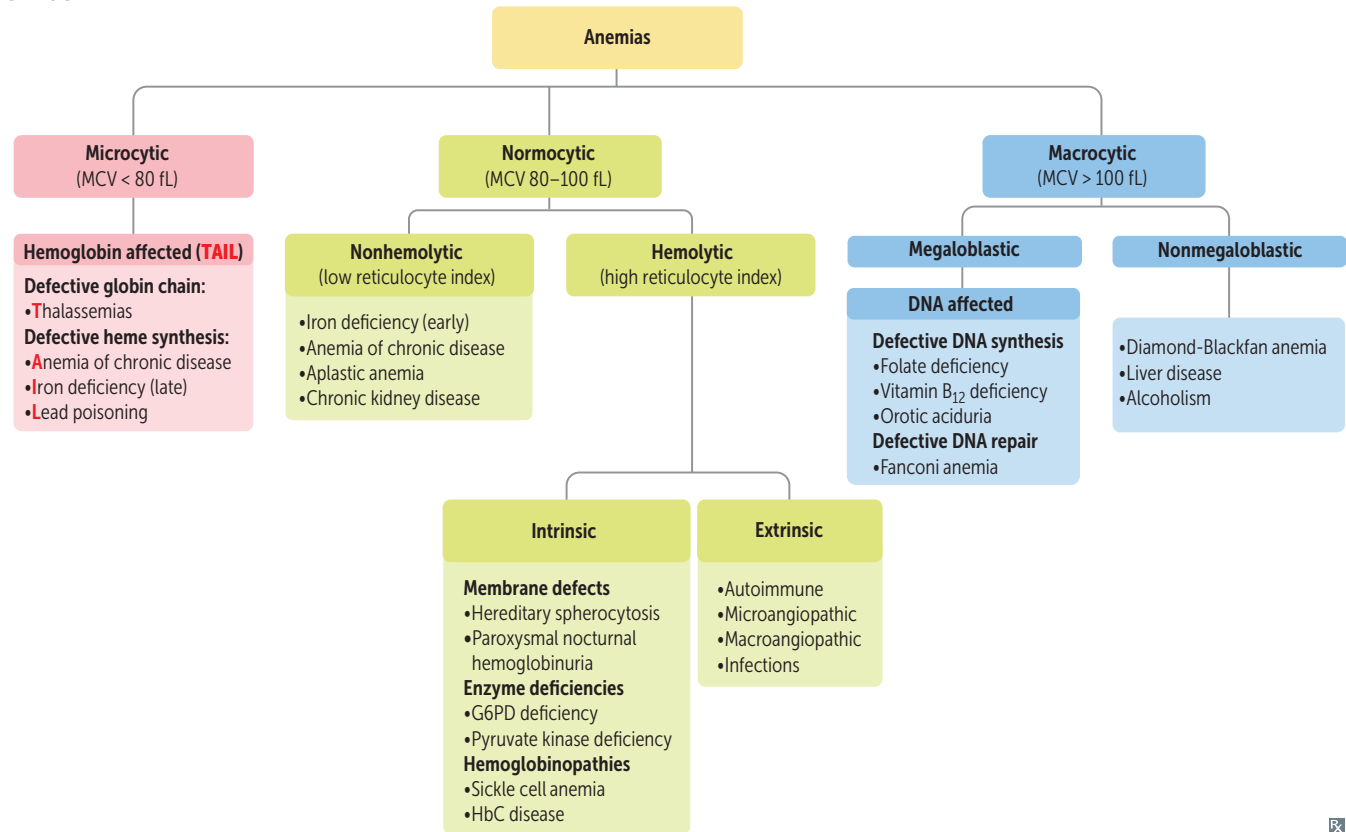 Anemias
Microcytic
(MCV < 80 fL)
Normocytic
(MCV 80–100 fL)
Macrocytic
(MCV > 100 fL)
Hemoglobin affected (TAIL)
Defective globin chain:
•Thalassemias
Defective heme synthesis:
•Anemia of chronic disease
•Iron deficiency (late)
•Lead poisoning
Nonhemolytic
(low reticulocyte index)
•Iron deficiency (early)
•Anemia of chronic disease
•Aplastic anemia
•Chronic kidney disease
Hemolytic
(high reticulocyte index)
Megaloblastic
DNA affected
Defective DNA synthesis
•Folate deficiency
•Vitamin B12 deficiency
•Orotic aciduria
Defective DNA repair
•Fanconi anemia
Nonmegaloblastic
•Diamond-Blackfan anemia
•Liver disease
•Alcoholism
Intrinsic
Membrane defects
•Hereditary spherocytosis
•Paroxysmal nocturnal
hemoglobinuria
Enzyme deficiencies
•G6PD deficiency
•Pyruvate kinase deficiency
Hemoglobinopathies
•Sickle cell anemia
•HbC disease
Extrinsic
•Autoimmune
•Microangiopathic
•Macroangiopathic
•Infections
℞